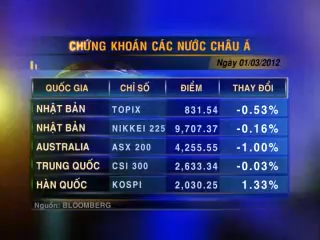 CHỨNG KHOÁN CÁC NƯỚC CHÂU Á
Ngày 01/03/2012
QUỐC GIA CHỈ SỐ ĐIỂM THAY ĐỔI
NHẬT BẢN TOPIX 831.54 -0.53%
NHẬT BẢN NIKKEI 225 9,707.37 -0.16%
AUSTRALIA ASX 200 4,255.55 -1.00%
TRUNG QUỐC CSI 300 2,633.34 -0.03%
HÀN QUỐC KOSPI 2,030.25 1.33%
Nguồn: BLOOMBERG